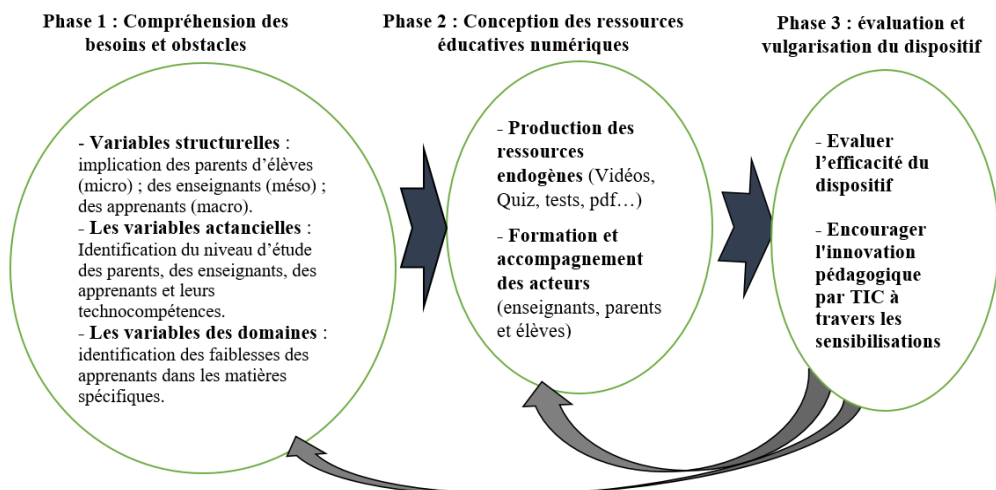 Phase 1 : Compréhension des
besoins et obstacles
- Variables structurelles :
implication des parents d'élèves
(micro) ; des enseignants (méso) ;
des apprenants (macro).
- Les variables actancielles :
Identification du niveau d'étude
des parents, des enseignants, des
apprenants et leurs
technocompétences.
- Les variables des domaines :
identification des faiblesses des
apprenants dans les matières
spécifiques.
Phase 2 : Conception des ressources
éducatives numériques
- Production des
ressources
endogènes (Vidéos,
Quiz, tests, pdf…)
- Formation et
accompagnement
des acteurs
(enseignants, parents
et élèves)
Phase 3 : évaluation et
vulgarisation du dispositif
- Evaluer
l'efficacité du
dispositif
- Encourager
l'innovation
pédagogique
par TIC à
travers les
sensibilisations